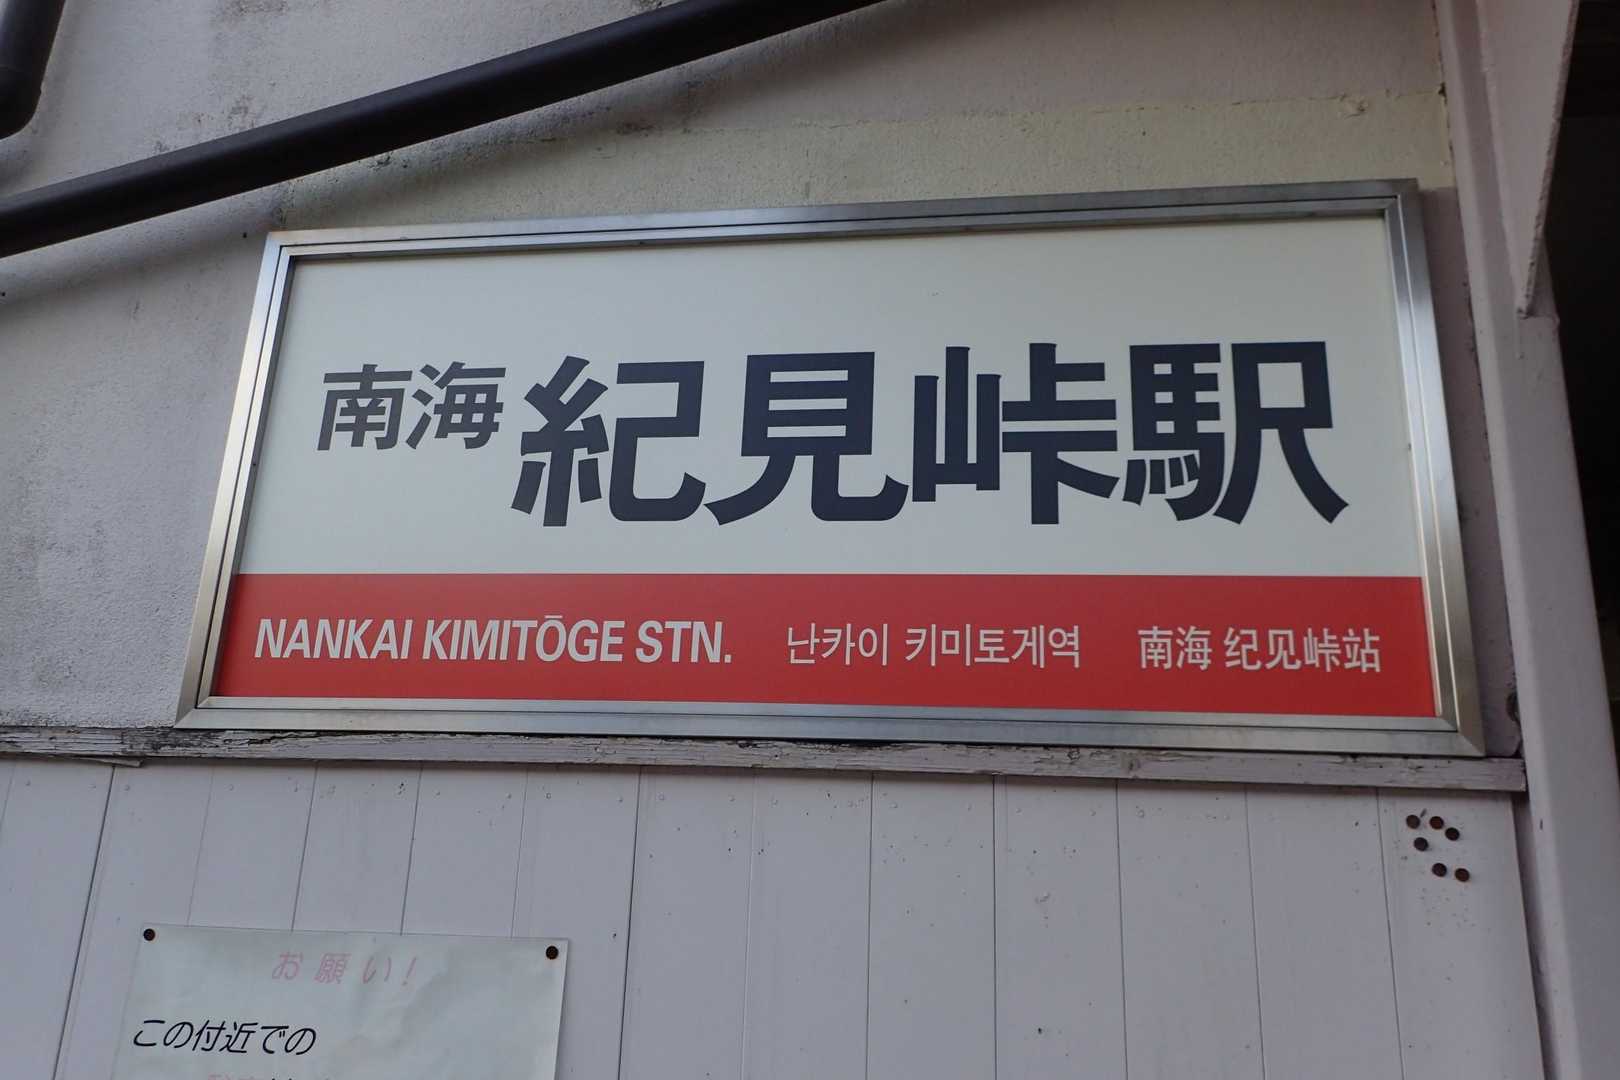 南海 紀見峠駅
NANKAI KIMITŌGE STN. 난카이 키미토게역 南海 纪见峠站
お願い!
この付近での